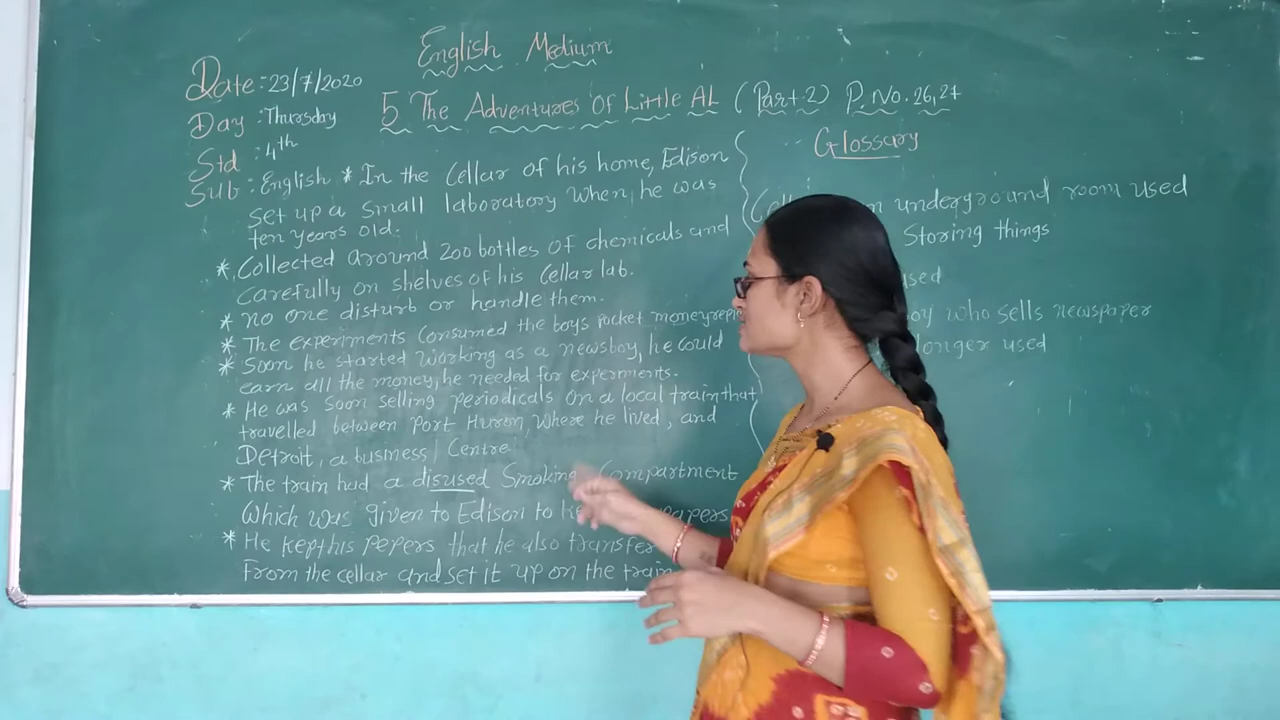 English Medium
Date:23/7/2020
Day :Thursday
Std :4th
Sub:English
5 The Adventures Of Little AL (Part.2) P. No. 26,27
* In the Cellar of his home, Edison
set up a small laboratory when, he was
ten years old.
* Collected around 200 bottles of chemicals and
carefully on shelves of his cellar lab.
* no one disturb or handle them.
* The experiments consumed the boys pocket money
* Soon he started working as a newsboy, he could
earn all the money, he needed for experments.
* He was soon selling periodicals on a local train that
travelled between Port Huron, where he lived, and
Detroit, a busmess Centre
* The train had a disused Smoking Compartment
Which was given to Edison to papers
* He kept his pepers that he also transfer
From the cellar and set it up on the train
Glossary
underground room used
Storing things
used
who sells newspaper
longer used